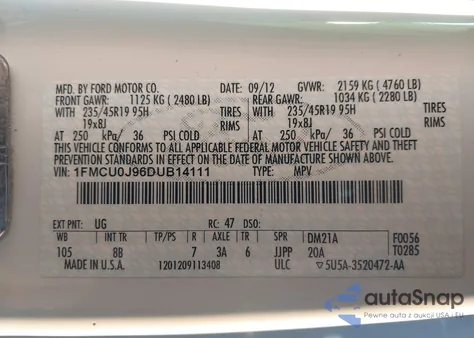 MFD. BY FORD MOTOR CO. 09/12 GVWR: 2159 KG ( 4760 LB)
FRONT GAWR: 1125 KG ( 2480 LB) REAR GAWR: 1034 KG ( 2280 LB)
WITH 235/45R19 95H TIRES WITH 235/45R19 95H TIRES
19x8J RIMS 19x8J RIMS
AT 250 kPa/ 36 PSI COLD AT 250 kPa/ 36 PSI COLD
THIS VEHICLE CONFORMS TO ALL APPLICABLE FEDERAL MOTOR VEHICLE SAFETY
AND THEFT PREVENTION STANDARDS IN EFFECT ON THE DATE OF MANUFACTURE SHOWN ABOVE.
VIN: 1FMCU0J96DUB14111 TYPE: MPV
EXT PNT: UG RC: 47 DSO:
WB INT TR TP/PS R AXLE TR SPR DM21A F0056
105 8B 7 3A 6 JJPP 20A T0285
MADE IN U.S.A. 1201209113408 ULC 5U5A-3520472-AA
autoSnap
Pewne auta z USA i EU